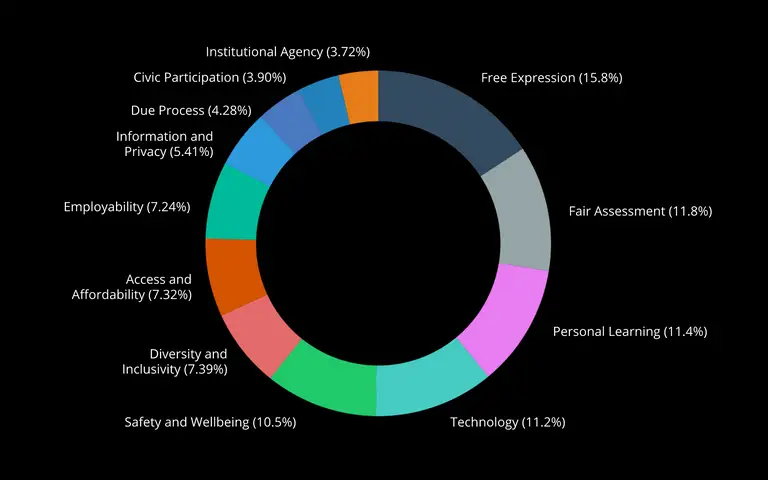 Institutional Agency (3.72%)
Civic Participation (3.90%)
Free Expression (15.8%)
Due Process (4.28%)
Information and
Privacy (5.41%)
Employability (7.24%)
Fair Assessment (11.8%)
Access and
Affordability (7.32%)
Personal Learning (11.4%)
Diversity and
Inclusivity (7.39%)
Safety and Wellbeing (10.5%)
Technology (11.2%)